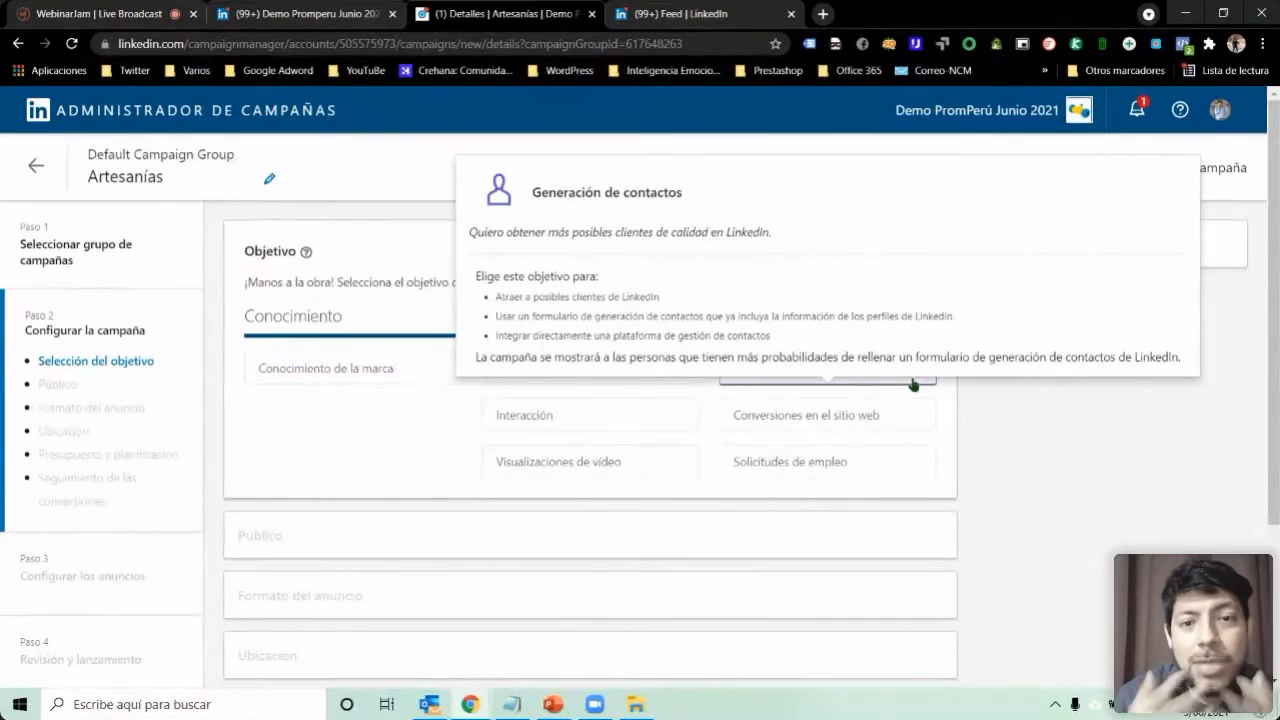 WebinarJam | Live Broadcast
(99+) Demo Promperu Junio 202
(1) Detalles | Artesanías | Demo P
(99+) Feed | LinkedIn
linkedin.com/campaignmanager/accounts/505575973/campaigns/new/details?campaignGroupId=617648263
Aplicaciones
Twitter
Varios
Google Adword
YouTuBe
Crehana: Comunida...
WordPress
Inteligencia Emocio...
Prestashop
Office 365
Correo-NCM
»
Otros marcadores
Lista de lectura
in ADMINISTRADOR DE CAMPAÑAS
Demo PromPerú Junio 2021
1
Default Campaign Group
Artesanías
ampaña
Generación de contactos
Quiero obtener más posibles clientes de calidad en LinkedIn.
Elige este objetivo para:
• Atraer a posibles clientes de LinkedIn
• Usar un formulario de generación de contactos que ya incluya la información de los perfiles de LinkedIn
• Integrar directamente una plataforma de gestión de contactos
La campaña se mostrará a las personas que tienen más probabilidades de rellenar un formulario de generación de contactos de LinkedIn.
Paso 1
Seleccionar grupo de
campañas
Paso 2
Configurar la campaña
• Selección del objetivo
• Público
• Formato del anuncio
• Ubicación
• Presupuesto y planificación
• Seguimiento de las
conversiones
Paso 3
Configurar los anuncios
Paso 4
Revisión y lanzamiento
Objetivo
¡Manos a la obra! Selecciona el objetivo
Conocimiento
Conocimiento de la marca
Interacción
Conversiones en el sitio web
Visualizaciones de vídeo
Solicitudes de empleo
Público
Formato del anuncio
Ubicación
Escribe aquí para buscar